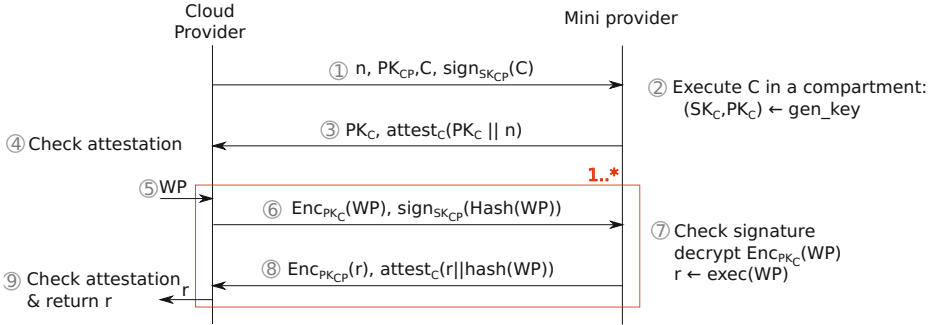 Cloud
Provider
Mini provider
① n, PK_CP,C, sign_SK_CP(C)
② Execute C in a compartment:
(SK_C,PK_C) ← gen_key
③ PK_C, attest_C(PK_C || n)
④ Check attestation
1..*
⑤ WP
⑥ Enc_PK_C(WP), sign_SK_CP(Hash(WP))
⑦ Check signature
decrypt Enc_PK_C(WP)
r ← exec(WP)
⑧ Enc_PK_CP(r), attest_C(r||hash(WP))
⑨ Check attestation
& return r
r